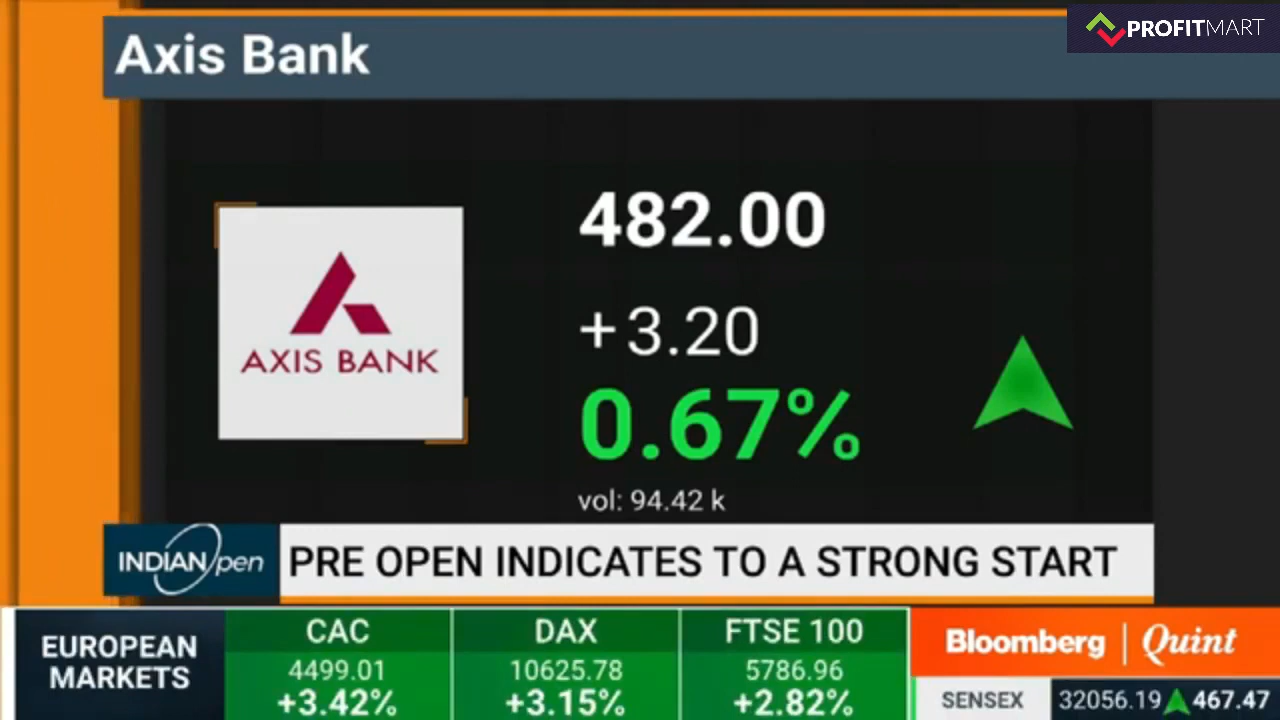 Axis Bank
PROFITMART
AXIS BANK
482.00
+3.20
0.67%
vol: 94.42 k
INDIAN Open
PRE OPEN INDICATES TO A STRONG START
EUROPEAN
MARKETS
CAC
4499.01
+3.42%
DAX
10625.78
+3.15%
FTSE 100
5786.96
+2.82%
Bloomberg | Quint
SENSEX 32056.19 467.47